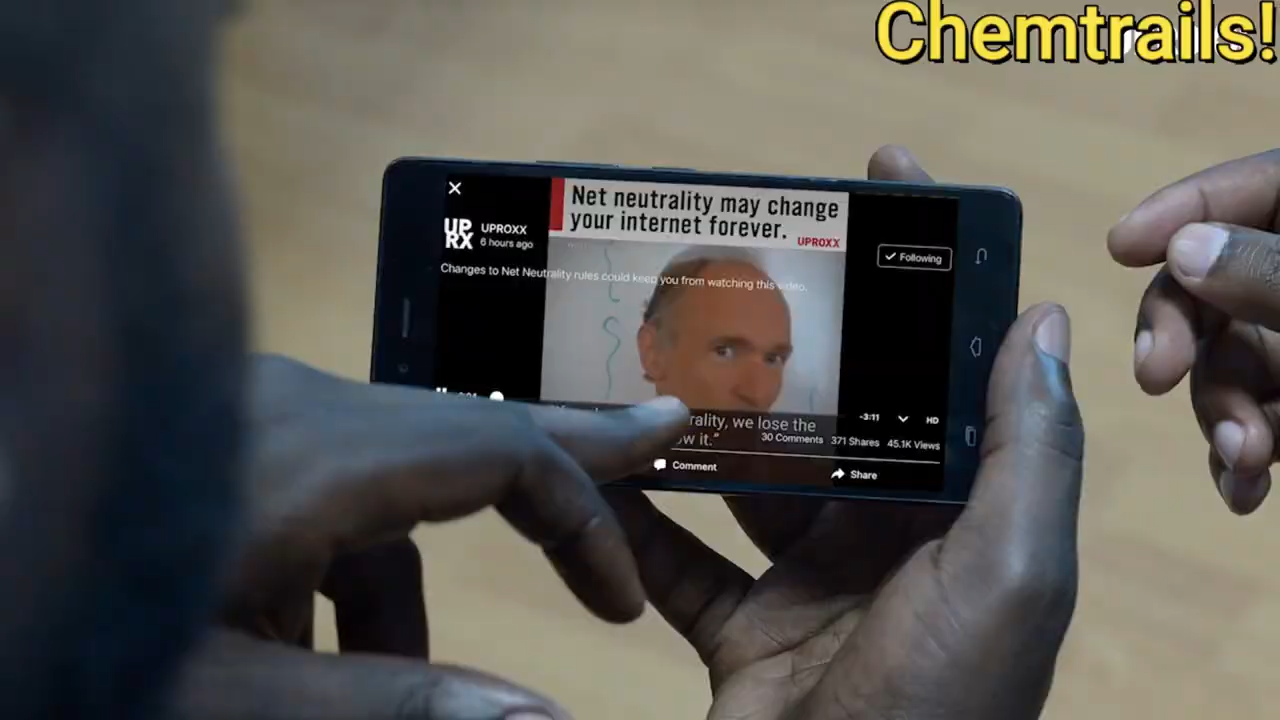 Chemtrails!
Net neutrality may change
your internet forever.
UPROXX
UP
RX
UPROXX
6 hours ago
Following
Changes to Net Neutrality rules could keep you from watching this video.
-3:11
HD
we lose the
it."
30 Comments 371 Shares 45.1K Views
Comment
Share